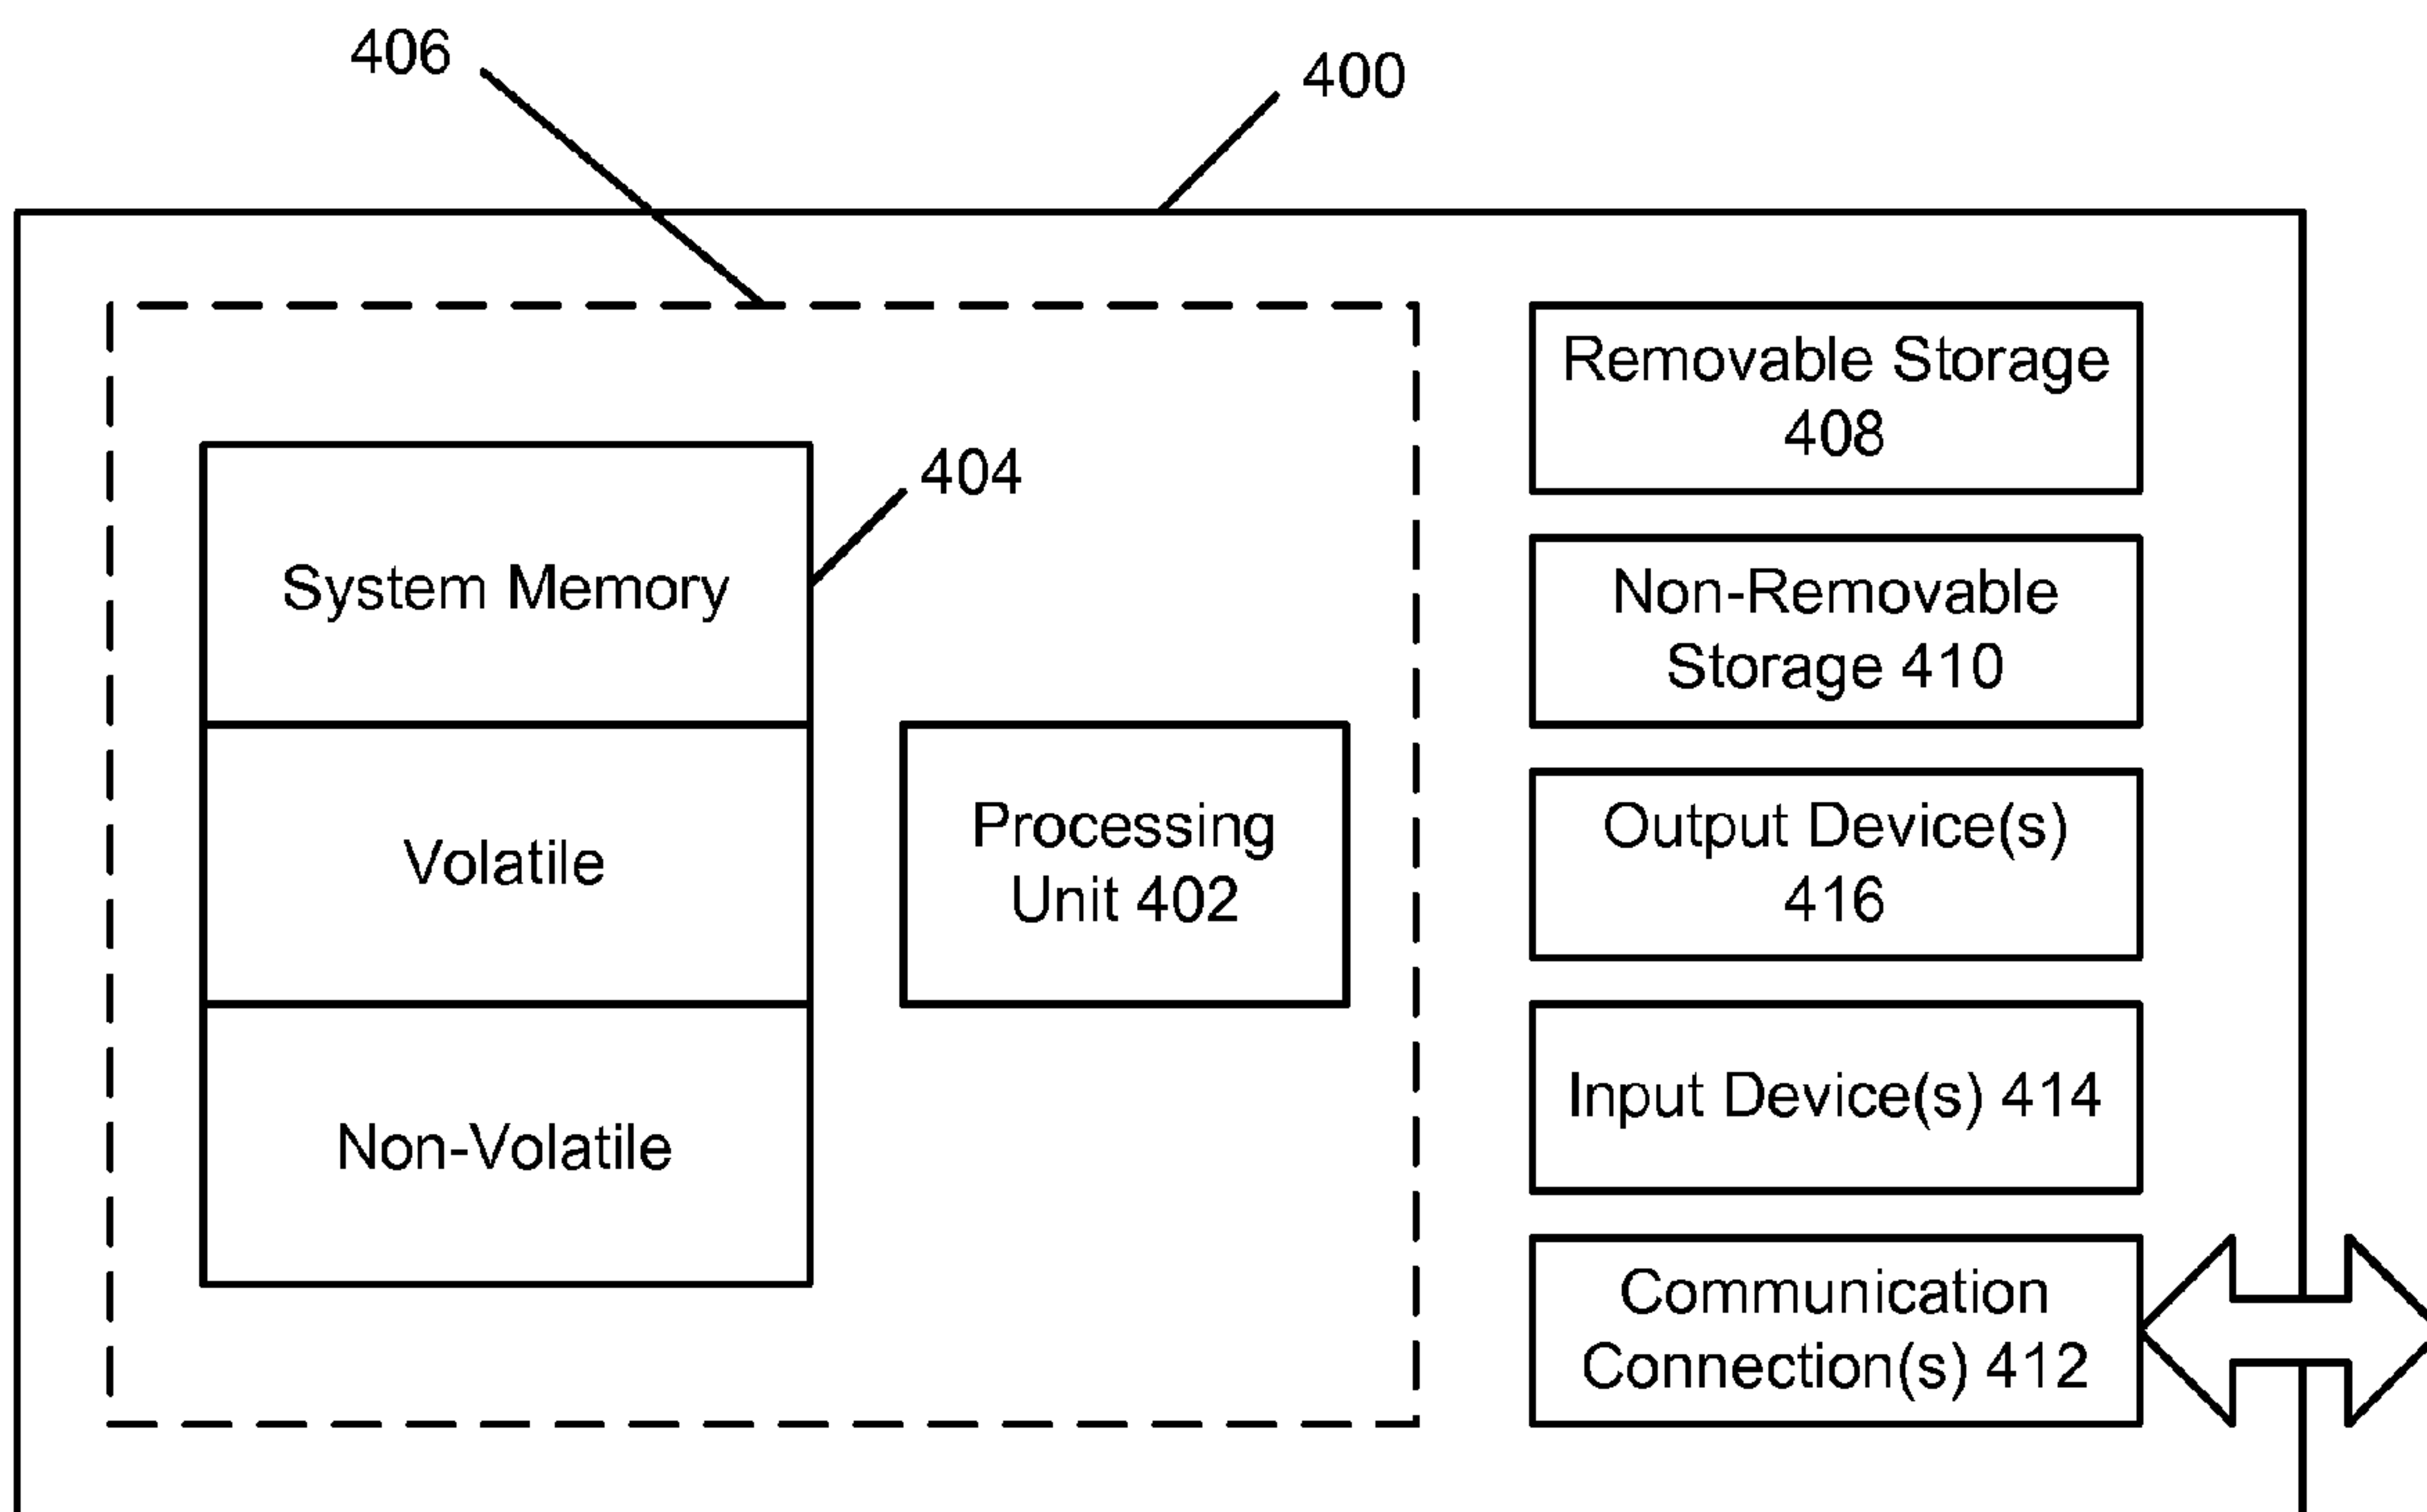 406
400
404
System Memory
Volatile
Non-Volatile
Processing
Unit 402
Removable Storage
408
Non-Removable
Storage 410
Output Device(s)
416
Input Device(s) 414
Communication
Connection(s) 412